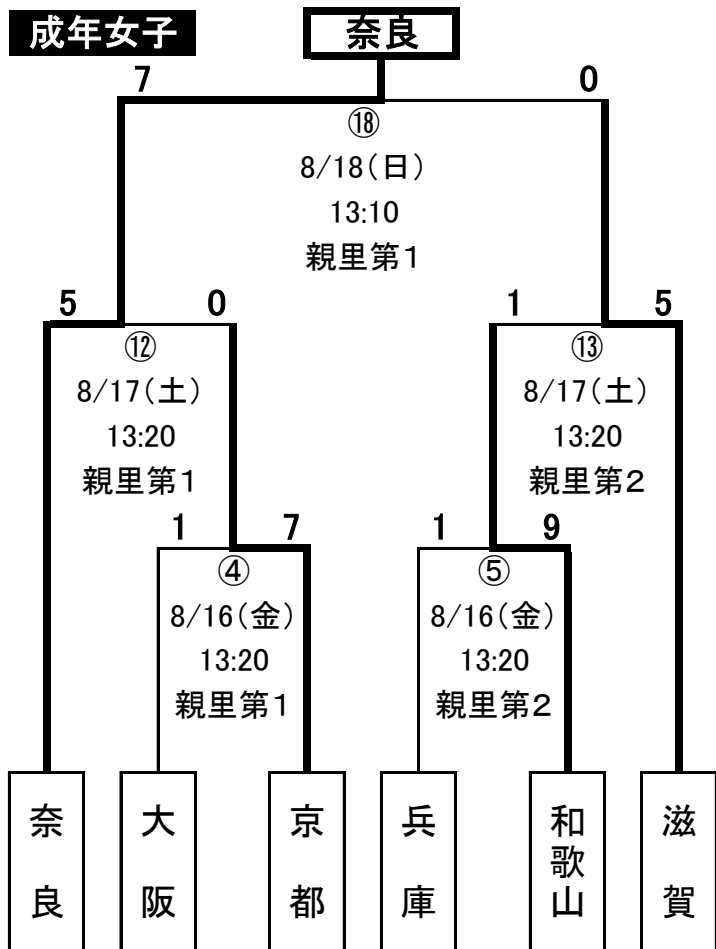 成年女子
奈良
7 0
⑱
8/18(日)
13:10
親里第1
5 0
1 5
⑫
8/17(土)
13:20
親里第1
⑬
8/17(土)
13:20
親里第2
1 7
1 9
④
8/16(金)
13:20
親里第1
⑤
8/16(金)
13:20
親里第2
奈良
大阪
京都
兵庫
和歌山
滋賀